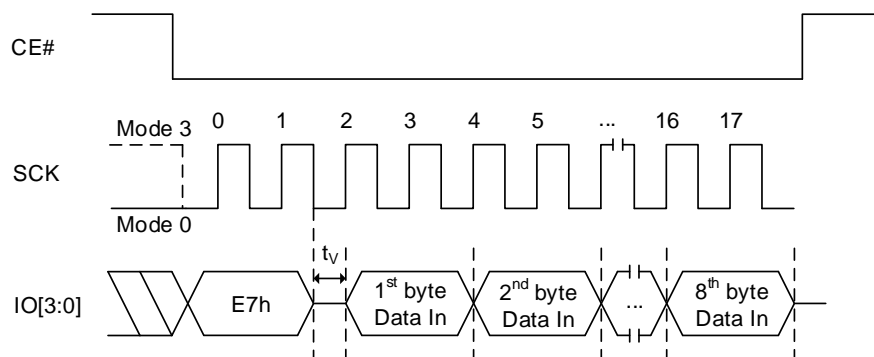 CE#
0 1 2 3 4 5 ... 16 17
Mode 3
SCK
Mode 0
tV
IO[3:0]
E7h
1st byte
Data In
2nd byte
Data In
...
8th byte
Data In